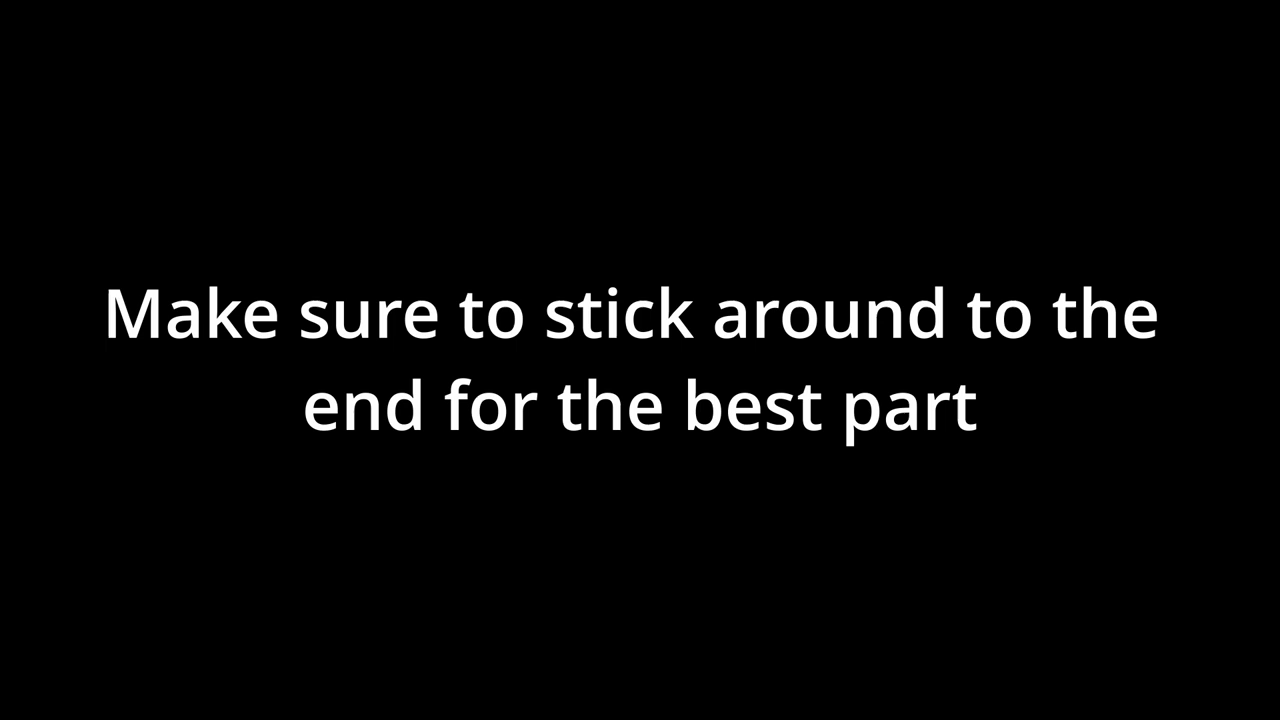 Make sure to stick around to the
end for the best part